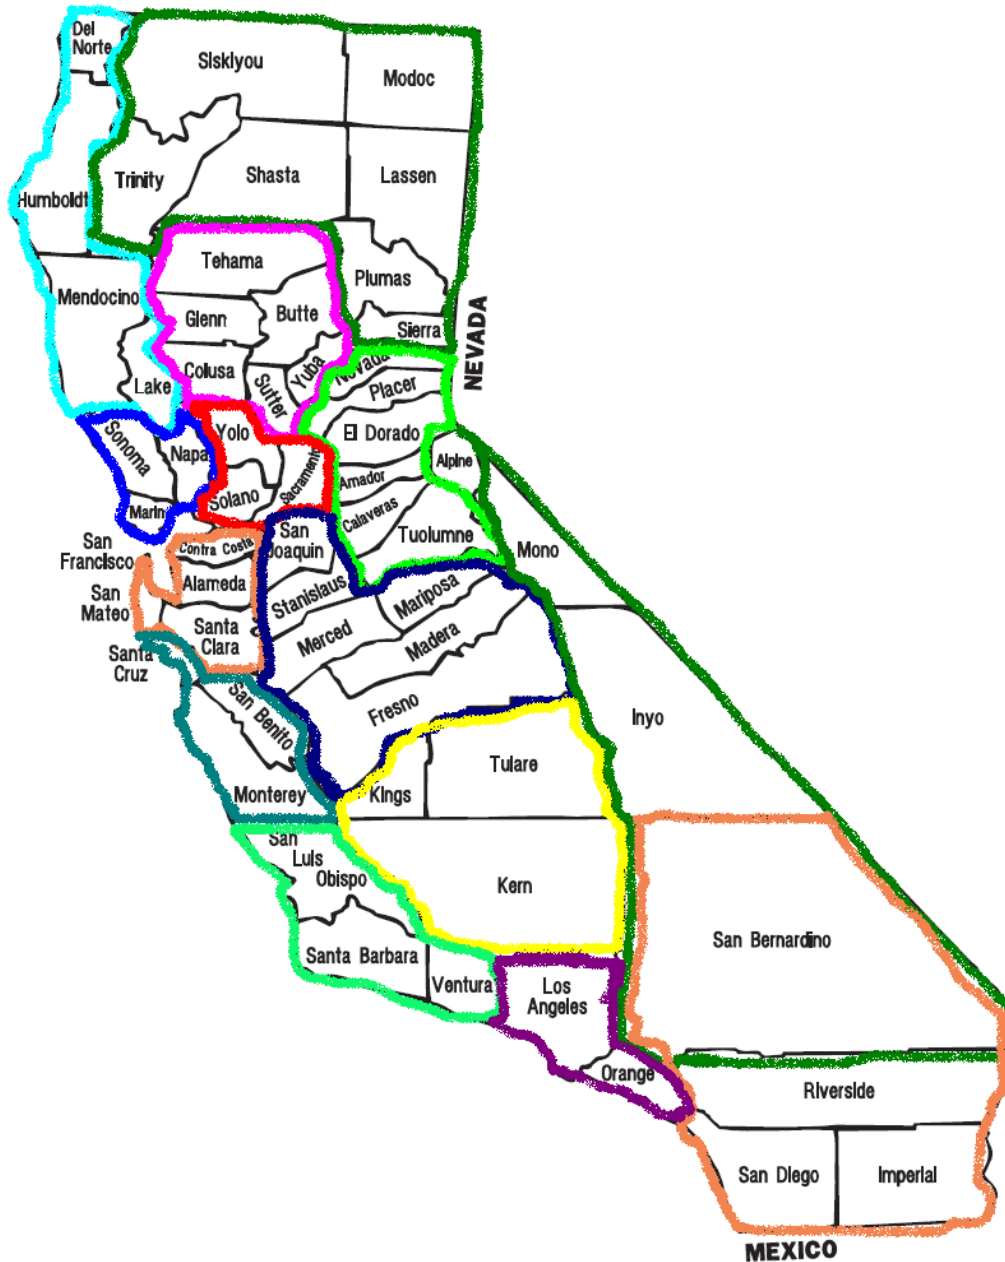 Del
Norte
Siskiyou
Modoc
Humboldt
Trinity
Shasta
Lassen
Tehama
Plumas
Mendocino
Glenn
Butte
Sierra
NEVADA
Colusa
Lake
Sutter
Yuba
Nevada
Placer
Sonoma
Napa
Yolo
El Dorado
Alpine
Marin
Solano
Sacramento
Amador
Calaveras
Tuolumne
Mono
San
Francisco
Contra Costa
San
Joaquin
San
Mateo
Alameda
Stanislaus
Mariposa
Santa
Clara
Merced
Madera
Santa
Cruz
San Benito
Fresno
Inyo
Monterey
Kings
Tulare
San
Luis
Obispo
Kern
San Bernardino
Santa Barbara
Ventura
Los
Angeles
Orange
Riverside
San Diego
Imperial
MEXICO